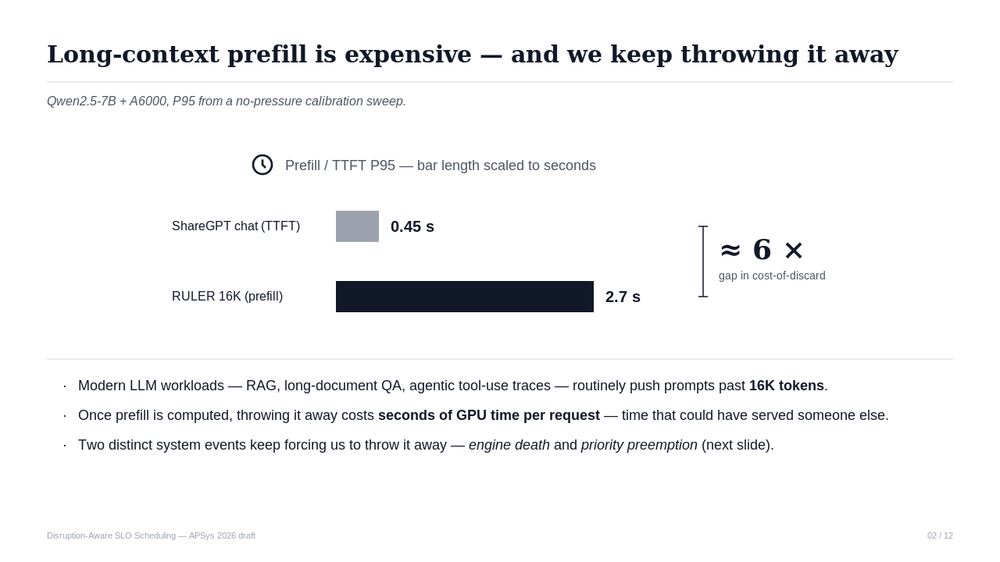 Long-context prefill is expensive — and we keep throwing it away
Qwen2.5-7B + A6000, P95 from a no-pressure calibration sweep.
Prefill / TTFT P95 — bar length scaled to seconds
ShareGPT chat (TTFT)
0.45 s
RULER 16K (prefill)
2.7 s
≈ 6 ×
gap in cost-of-discard
· Modern LLM workloads — RAG, long-document QA, agentic tool-use traces — routinely push prompts past 16K tokens.
· Once prefill is computed, throwing it away costs seconds of GPU time per request — time that could have served someone else.
· Two distinct system events keep forcing us to throw it away — engine death and priority preemption (next slide).
Disruption-Aware SLO Scheduling — APSys 2026 draft
02 / 12